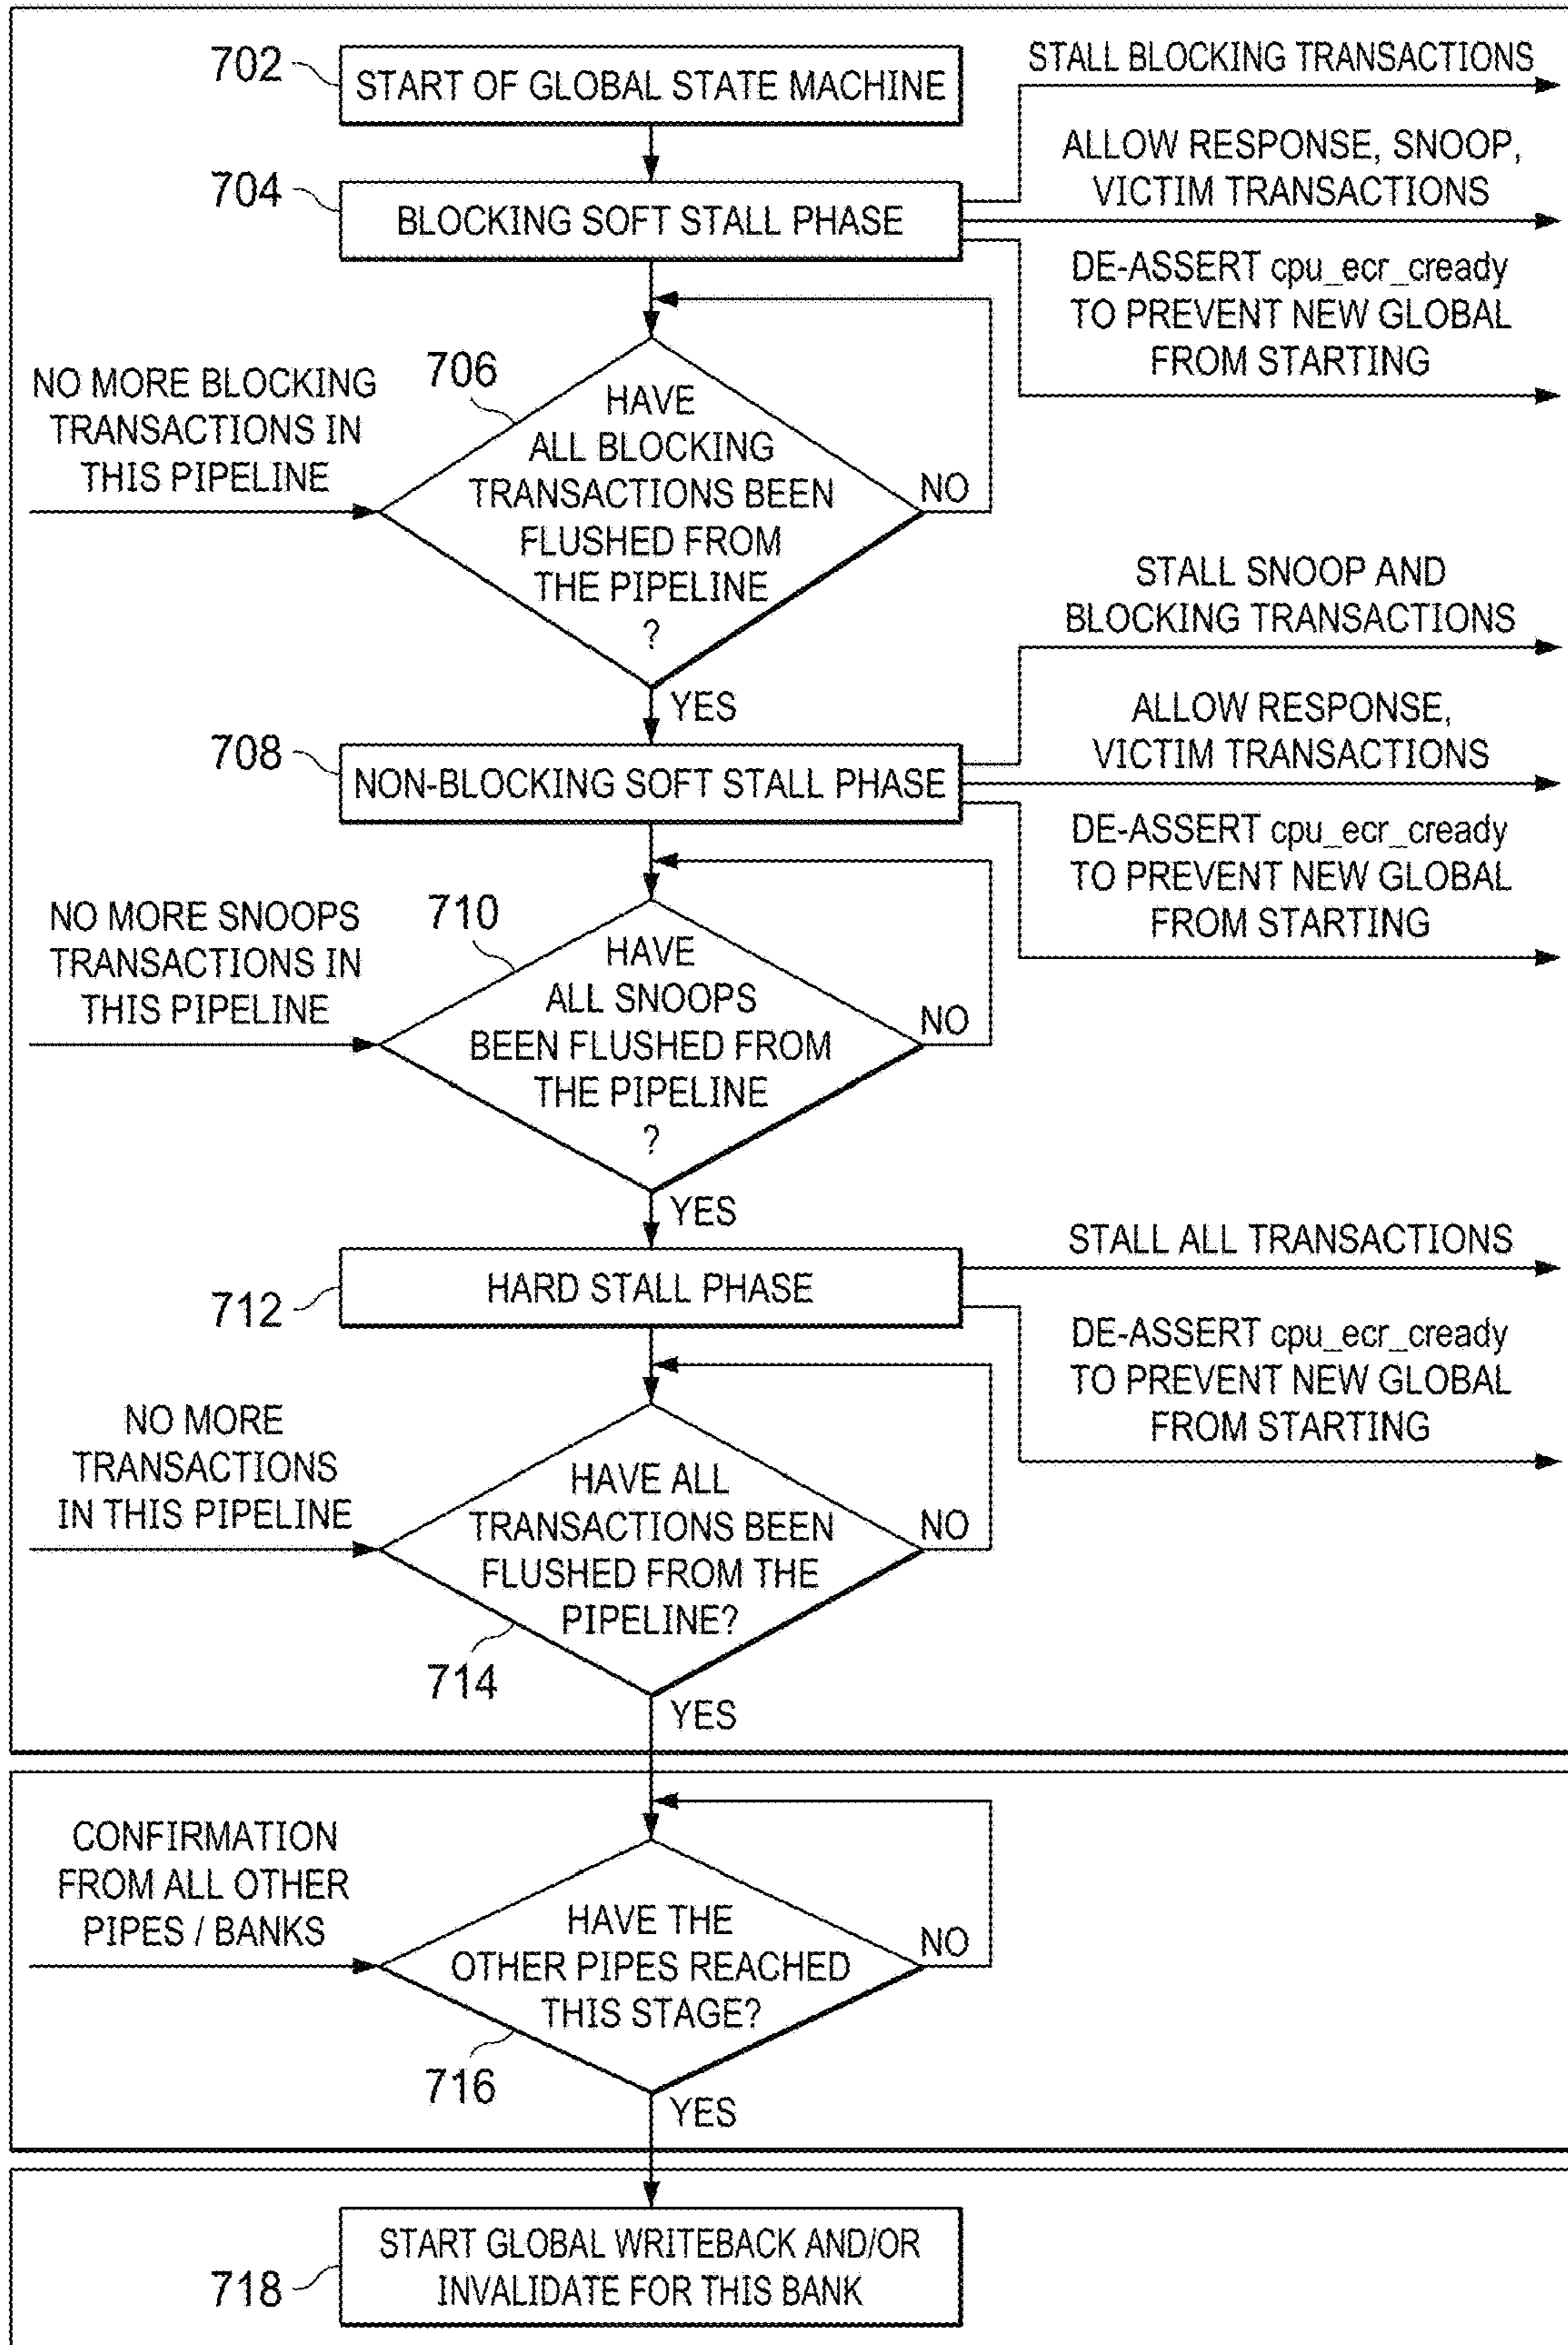 702
START OF GLOBAL STATE MACHINE
STALL BLOCKING TRANSACTIONS
704
BLOCKING SOFT STALL PHASE
ALLOW RESPONSE, SNOOP,
VICTIM TRANSACTIONS
DE-ASSERT cpu_ecr_cready
TO PREVENT NEW GLOBAL
FROM STARTING
NO MORE BLOCKING
TRANSACTIONS IN
THIS PIPELINE
706
HAVE
ALL BLOCKING
TRANSACTIONS BEEN
FLUSHED FROM
THE PIPELINE
?
NO
YES
708
NON-BLOCKING SOFT STALL PHASE
STALL SNOOP AND
BLOCKING TRANSACTIONS
ALLOW RESPONSE,
VICTIM TRANSACTIONS
DE-ASSERT cpu_ecr_cready
TO PREVENT NEW GLOBAL
FROM STARTING
NO MORE SNOOPS
TRANSACTIONS IN
THIS PIPELINE
710
HAVE
ALL SNOOPS
BEEN FLUSHED FROM
THE PIPELINE
?
NO
YES
712
HARD STALL PHASE
STALL ALL TRANSACTIONS
DE-ASSERT cpu_ecr_cready
TO PREVENT NEW GLOBAL
FROM STARTING
NO MORE
TRANSACTIONS
IN THIS PIPELINE
HAVE ALL
TRANSACTIONS BEEN
FLUSHED FROM THE
PIPELINE?
714
NO
YES
CONFIRMATION
FROM ALL OTHER
PIPES / BANKS
HAVE THE
OTHER PIPES REACHED
THIS STAGE?
716
NO
YES
718
START GLOBAL WRITEBACK AND/OR
INVALIDATE FOR THIS BANK